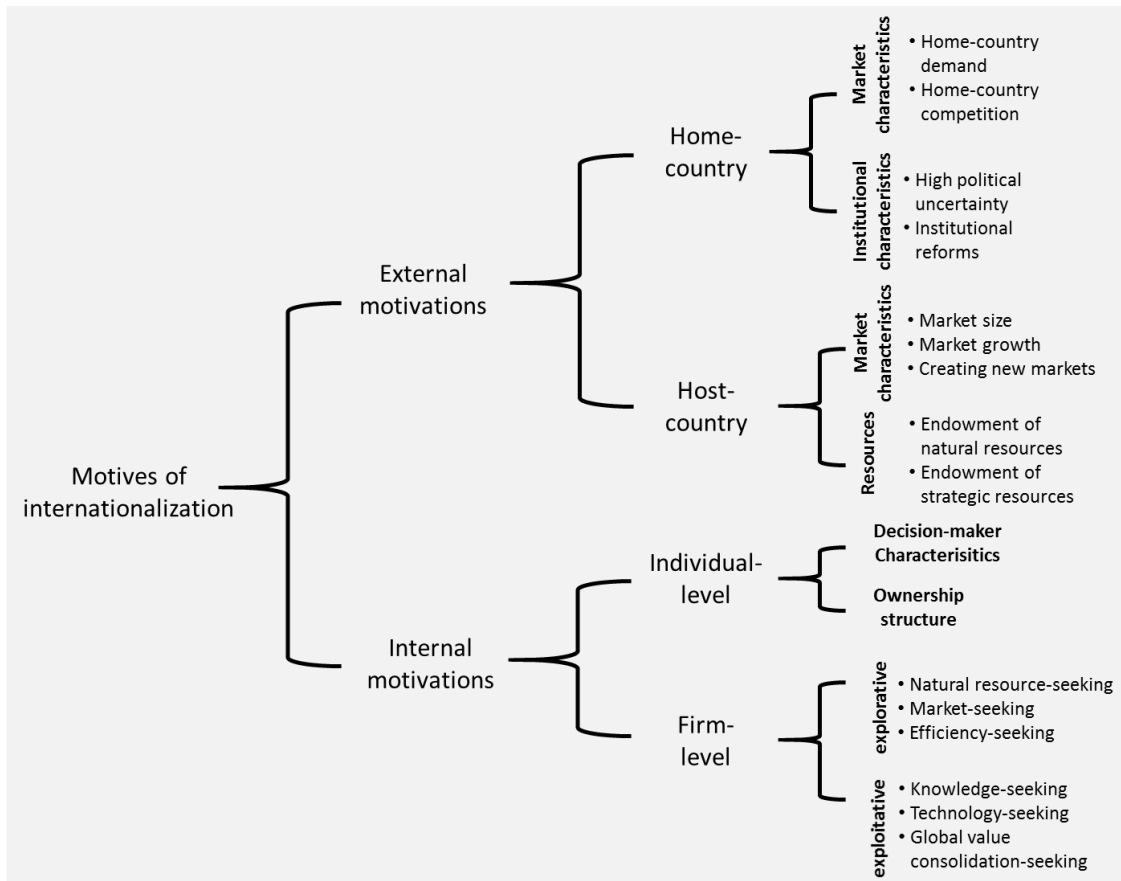 Motives of
internationalization
External
motivations
Home-
country
Market
characteristics
• Home-country
demand
• Home-country
competition
Institutional
characteristics
• High political
uncertainty
• Institutional
reforms
Host-
country
Market
characteristics
• Market size
• Market growth
• Creating new markets
Resources
• Endowment of
natural resources
• Endowment of
strategic resources
Internal
motivations
Individual-
level
Decision-maker
Characterisitics
Ownership
structure
Firm-
level
explorative
• Natural resource-seeking
• Market-seeking
• Efficiency-seeking
exploitative
• Knowledge-seeking
• Technology-seeking
• Global value
consolidation-seeking